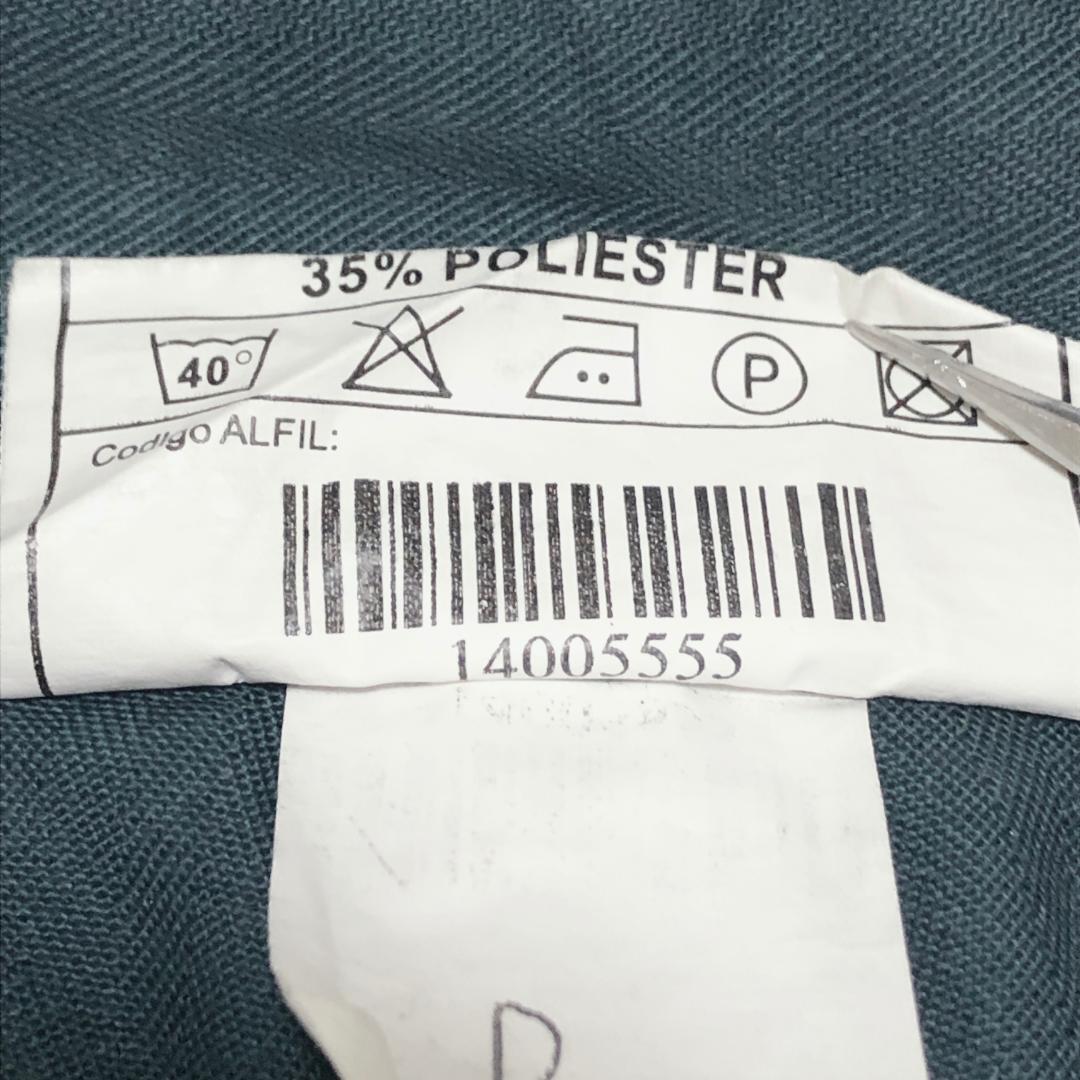 35% POLIESTER
40°
P
Codigo ALFIL:
14005555